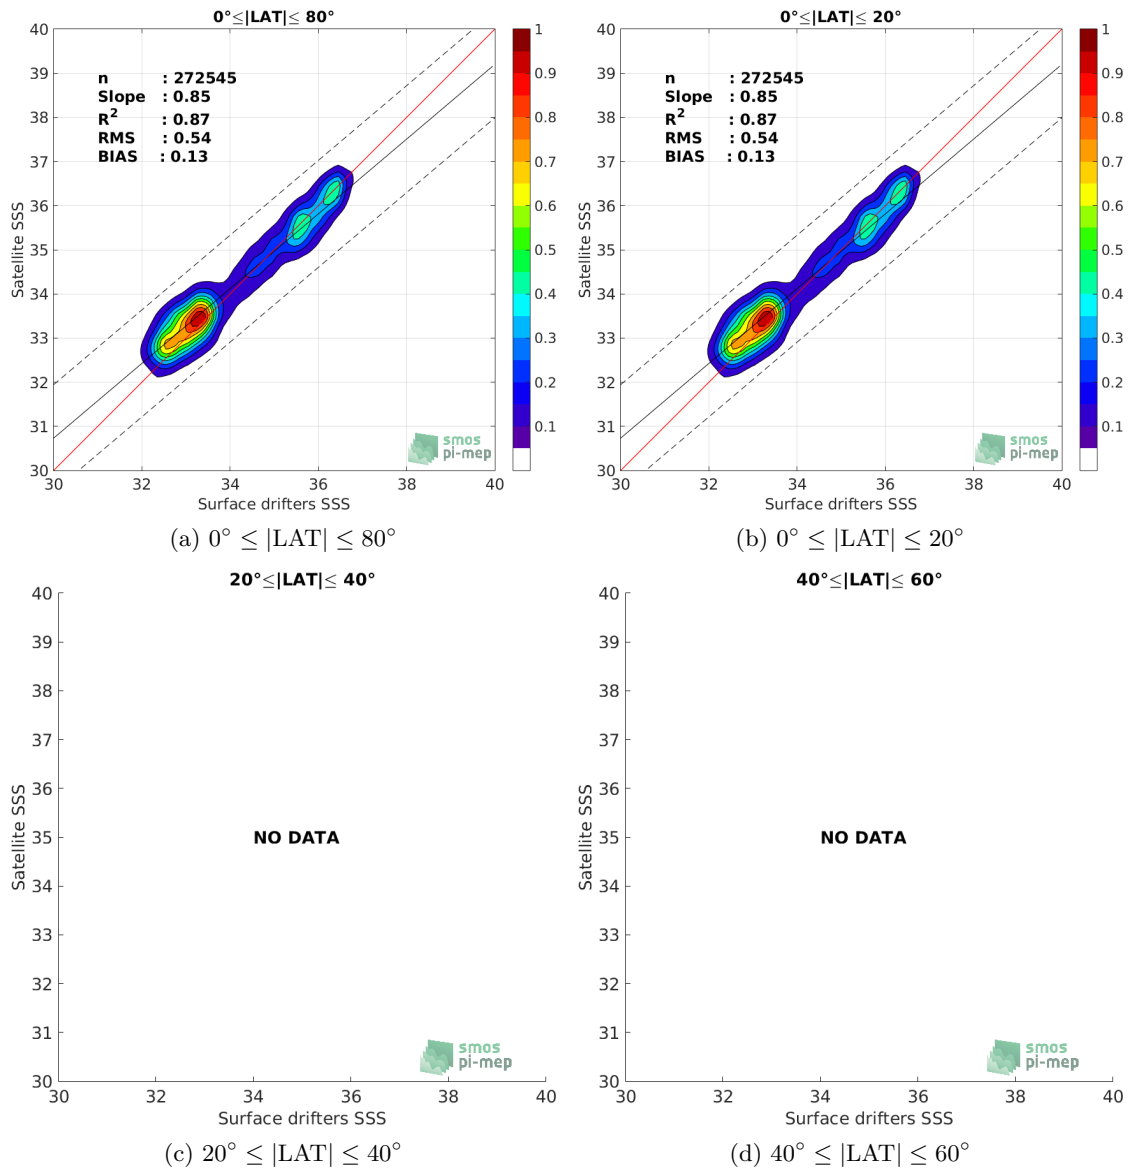 0°≤|LAT|≤ 80°
40
39
38
37
36
35
34
33
32
31
30
n : 272545
Slope : 0.85
R2 : 0.87
RMS : 0.54
BIAS : 0.13
Satellite SSS
smos
pi-mep
30 32 34 36 38 40
Surface drifters SSS
1
0.9
0.8
0.7
0.6
0.5
0.4
0.3
0.2
0.1
(a) 0° ≤ |LAT| ≤ 80°
0°≤|LAT|≤ 20°
40
39
38
37
36
35
34
33
32
31
30
n : 272545
Slope : 0.85
R2 : 0.87
RMS : 0.54
BIAS : 0.13
Satellite SSS
smos
pi-mep
30 32 34 36 38 40
Surface drifters SSS
1
0.9
0.8
0.7
0.6
0.5
0.4
0.3
0.2
0.1
(b) 0° ≤ |LAT| ≤ 20°
20°≤|LAT|≤ 40°
40
39
38
37
36
35
34
33
32
31
30
Satellite SSS
NO DATA
smos
pi-mep
30 32 34 36 38 40
Surface drifters SSS
(c) 20° ≤ |LAT| ≤ 40°
40°≤|LAT|≤ 60°
40
39
38
37
36
35
34
33
32
31
30
Satellite SSS
NO DATA
smos
pi-mep
30 32 34 36 38 40
Surface drifters SSS
(d) 40° ≤ |LAT| ≤ 60°